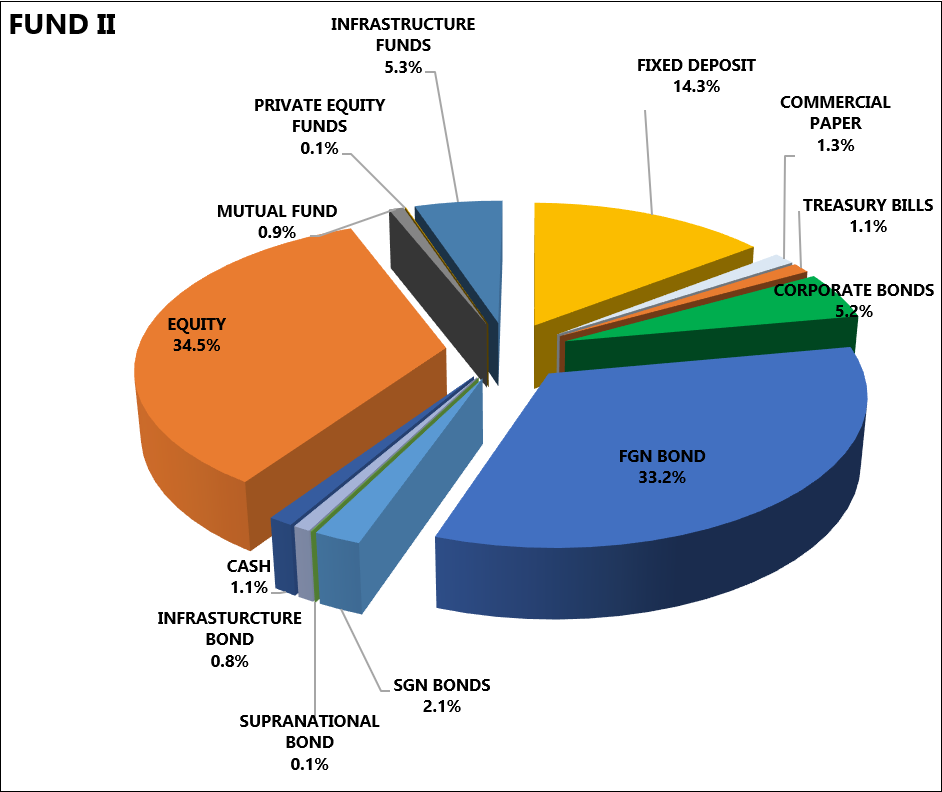 FUND II
INFRASTRUCTURE
FUNDS
5.3%
FIXED DEPOSIT
14.3%
COMMERCIAL
PAPER
1.3%
PRIVATE EQUITY
FUNDS
0.1%
TREASURY BILLS
1.1%
MUTUAL FUND
0.9%
CORPORATE BONDS
5.2%
EQUITY
34.5%
FGN BOND
33.2%
CASH
1.1%
INFRASTURCTURE
BOND
0.8%
SGN BONDS
2.1%
SUPRANATIONAL
BOND
0.1%